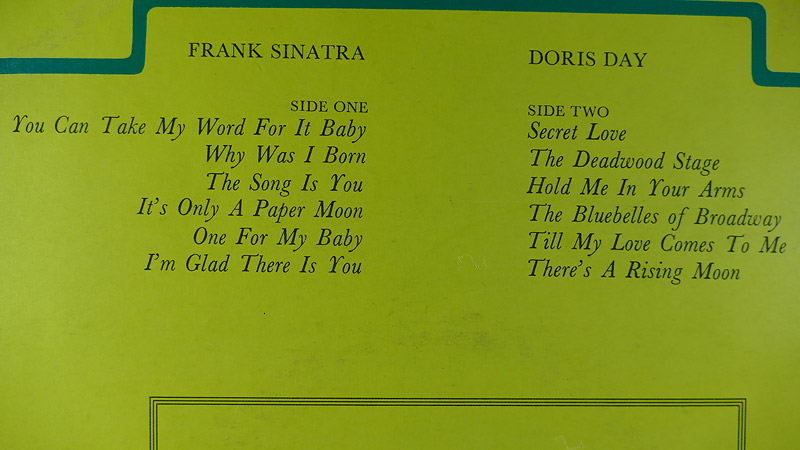 FRANK SINATRA
SIDE ONE
You Can Take My Word For It Baby
Why Was I Born
The Song Is You
It's Only A Paper Moon
One For My Baby
I'm Glad There Is You
DORIS DAY
SIDE TWO
Secret Love
The Deadwood Stage
Hold Me In Your Arms
The Bluebelles of Broadway
Till My Love Comes To Me
There's A Rising Moon